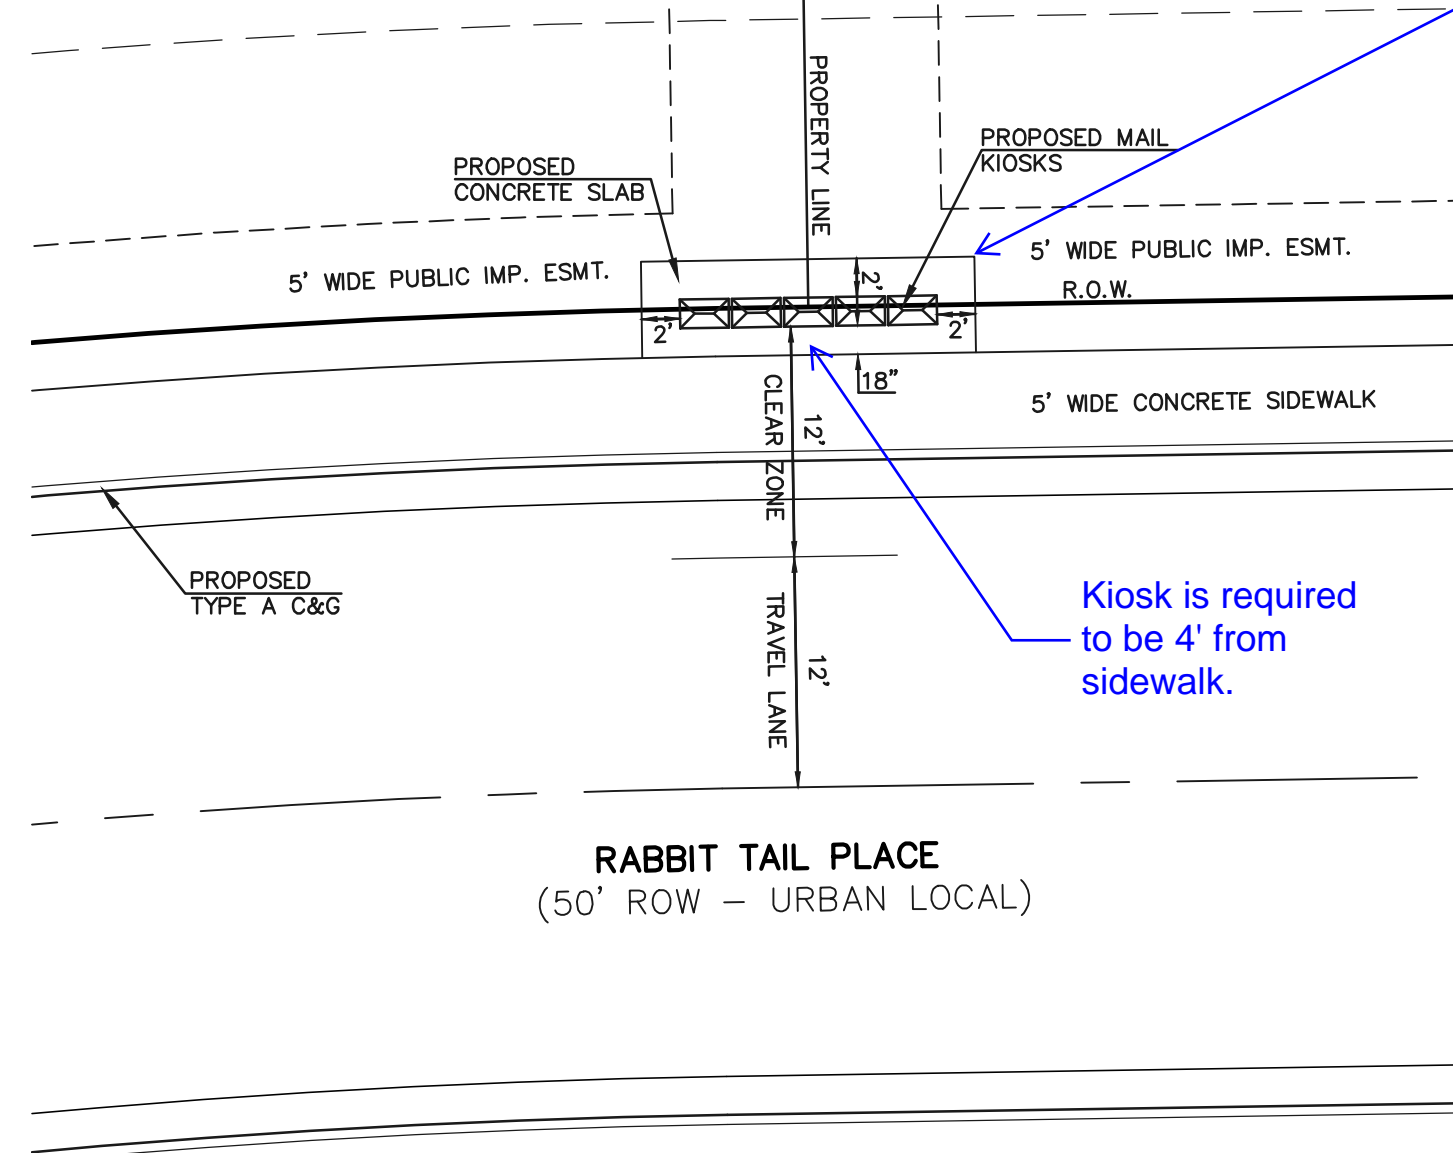 PROPERTY LINE
PROPOSED MAIL
KIOSKS
PROPOSED
CONCRETE SLAB
5' WIDE PUBLIC IMP. ESMT.
5' WIDE PUBLIC IMP. ESMT.
R.O.W.
2'
2'
2'
18"
CLEAR ZONE
12'
5' WIDE CONCRETE SIDEWALK
PROPOSED
TYPE A C&G
TRAVEL LANE
12'
Kiosk is required
to be 4' from
sidewalk.
RABBIT TAIL PLACE
(50' ROW – URBAN LOCAL)